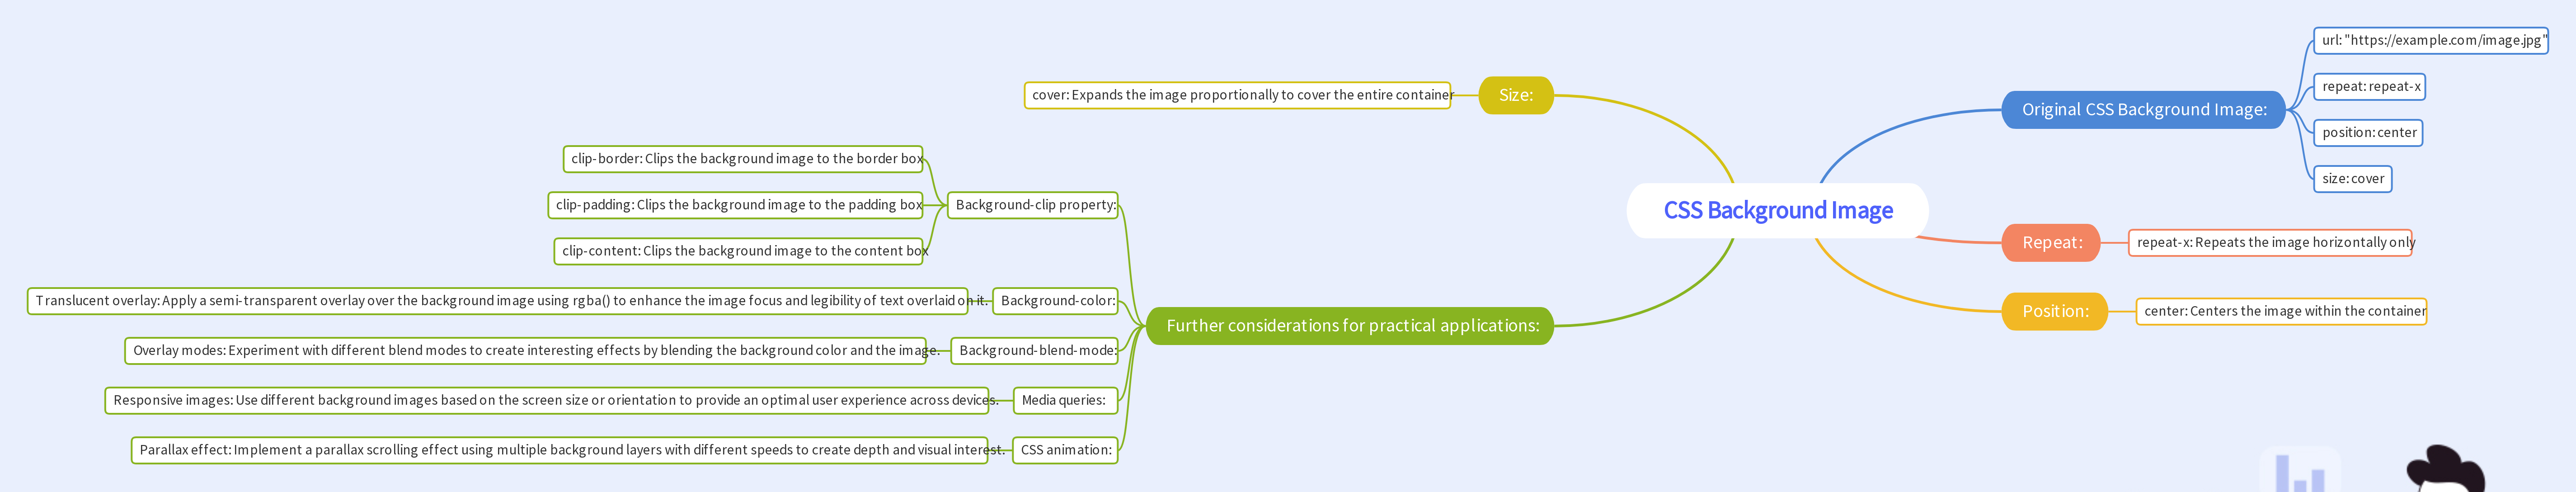 CSS Background Image
Original CSS Background Image:
url: "https://example.com/image.jpg"
repeat: repeat-x
position: center
size: cover
Repeat:
repeat-x: Repeats the image horizontally only
Position:
center: Centers the image within the container
Size:
cover: Expands the image proportionally to cover the entire container
Further considerations for practical applications:
Background-clip property:
clip-border: Clips the background image to the border box
clip-padding: Clips the background image to the padding box
clip-content: Clips the background image to the content box
Background-color:
Translucent overlay: Apply a semi-transparent overlay over the background image using rgba() to enhance the image focus and legibility of text overlaid on it.
Background-blend-mode:
Overlay modes: Experiment with different blend modes to create interesting effects by blending the background color and the image.
Media queries:
Responsive images: Use different background images based on the screen size or orientation to provide an optimal user experience across devices.
CSS animation:
Parallax effect: Implement a parallax scrolling effect using multiple background layers with different speeds to create depth and visual interest.